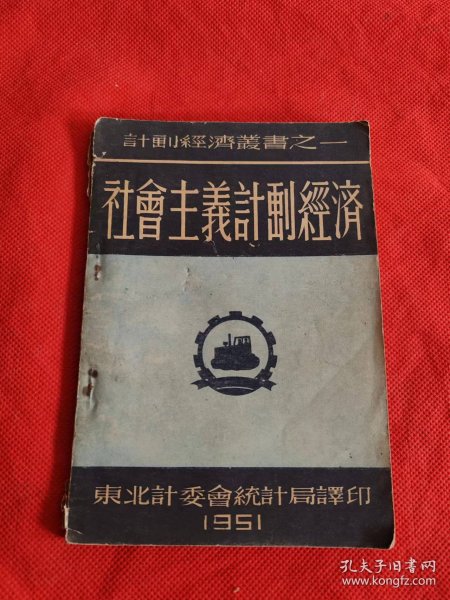 計劃經濟叢書之一
社會主義計劃經済
東北計委會統計局譯印
1951
孔夫子旧书网
www.kongfz.com